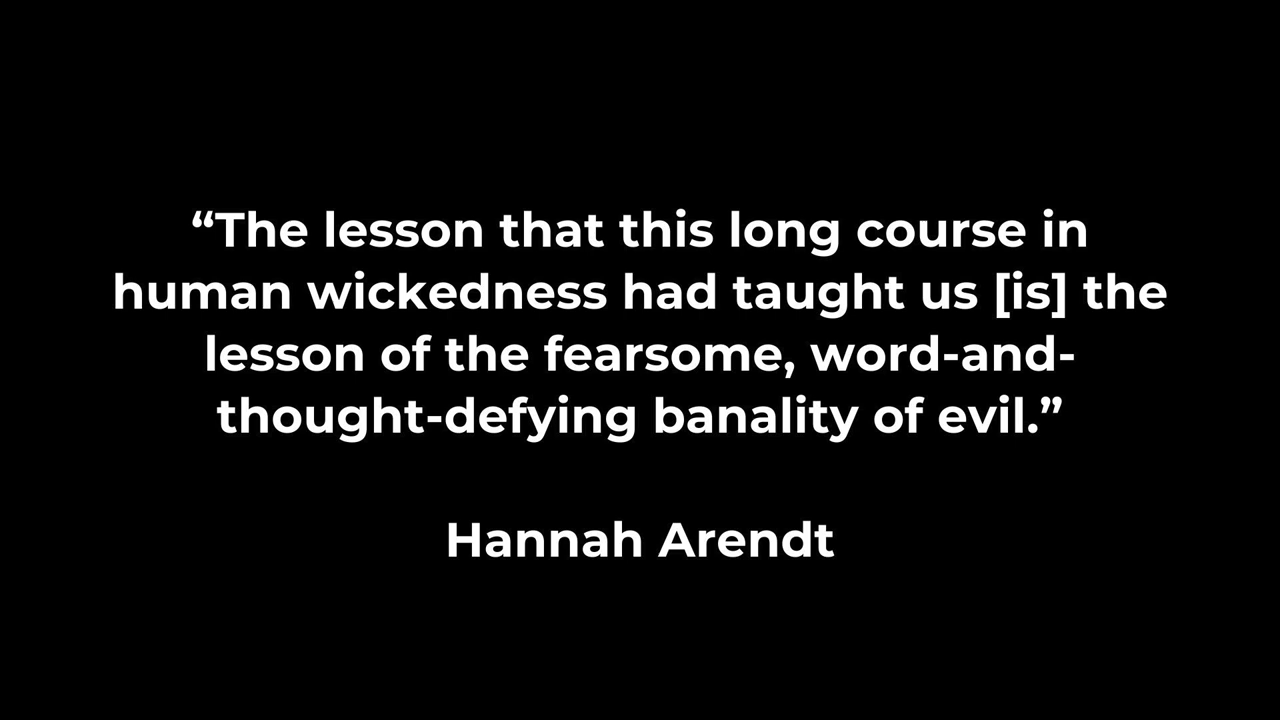 “The lesson that this long course in
human wickedness had taught us [is] the
lesson of the fearsome, word-and-
thought-defying banality of evil.”
Hannah Arendt